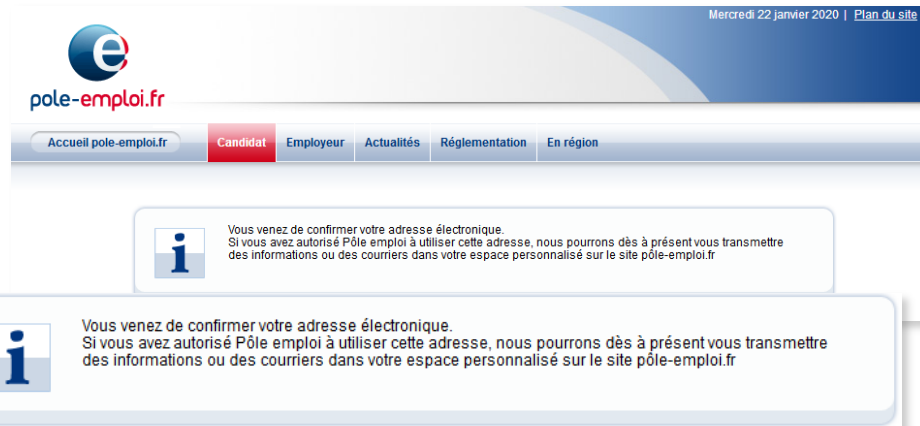 Mercredi 22 janvier 2020 | Plan du site
e
pole-emploi.fr
Accueil pole-emploi.fr Candidat Employeur Actualités Réglementation En région
i
Vous venez de confirmer votre adresse électronique.
Si vous avez autorisé Pôle emploi à utiliser cette adresse, nous pourrons dès à présent vous transmettre
des informations ou des courriers dans votre espace personnalisé sur le site pôle-emploi.fr
i
Vous venez de confirmer votre adresse électronique.
Si vous avez autorisé Pôle emploi à utiliser cette adresse, nous pourrons dès à présent vous transmettre
des informations ou des courriers dans votre espace personnalisé sur le site pôle-emploi.fr